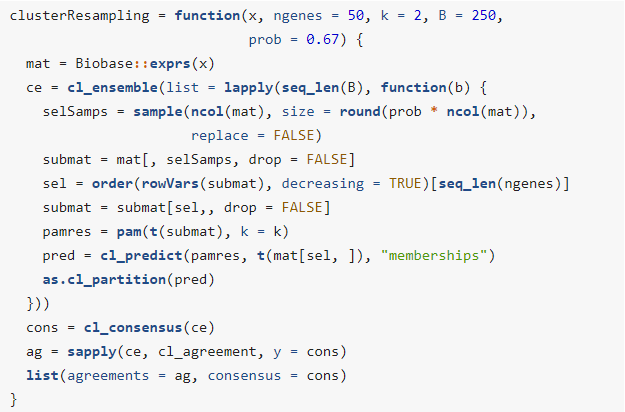 clusterResampling = function(x, ngenes = 50, k = 2, B = 250,
                             prob = 0.67) {
  mat = Biobase::exprs(x)
  ce = cl_ensemble(list = lapply(seq_len(B), function(b) {
    selSamps = sample(ncol(mat), size = round(prob * ncol(mat)),
                      replace = FALSE)
    submat = mat[, selSamps, drop = FALSE]
    sel = order(rowVars(submat), decreasing = TRUE)[seq_len(ngenes)]
    submat = submat[sel,, drop = FALSE]
    pamres = pam(t(submat), k = k)
    pred = cl_predict(pamres, t(mat[sel, ]), "memberships")
    as.cl_partition(pred)
  }))
  cons = cl_consensus(ce)
  ag = sapply(ce, cl_agreement, y = cons)
  list(agreements = ag, consensus = cons)
}